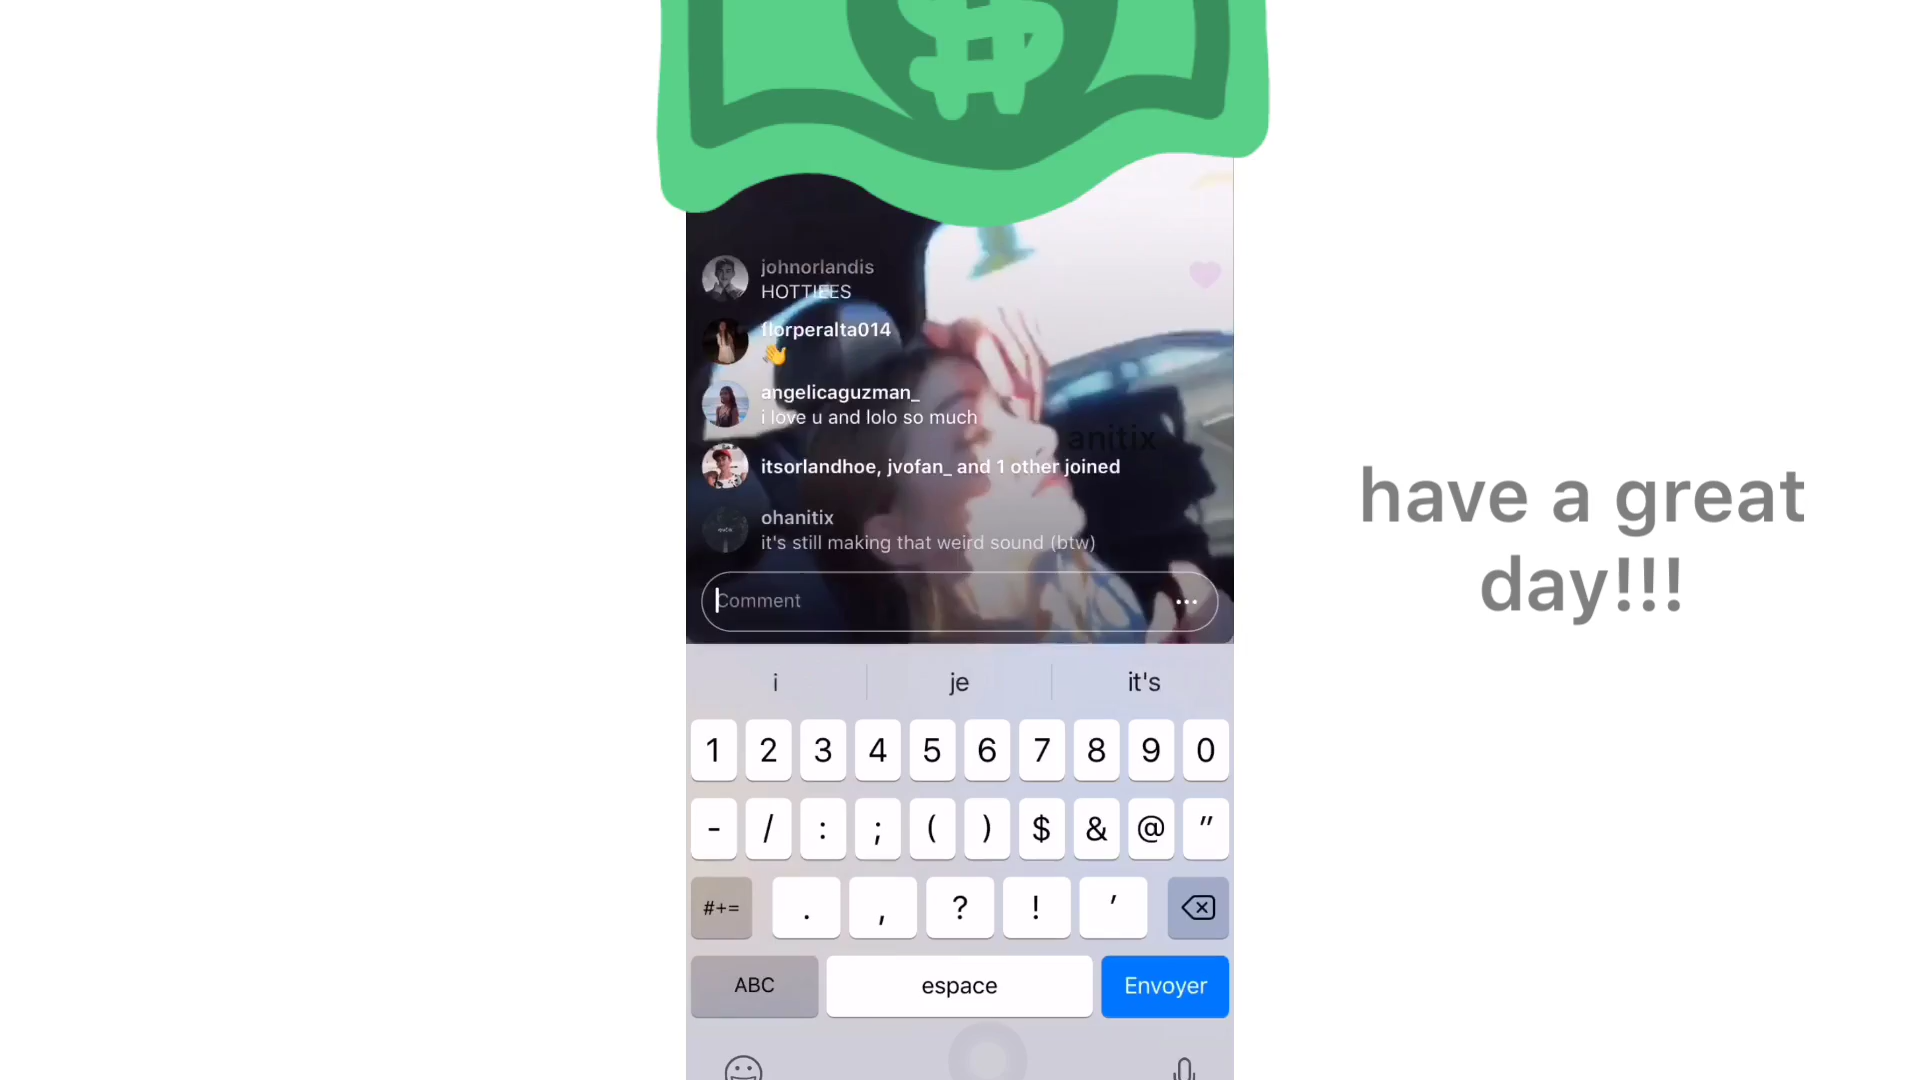 $
johnorlandis
HOTTIEES
florperalta014
👋
angelicaguzman_
i love u and lolo so much
anitix
itsorlandhoe, jvofan_ and 1 other joined
ohanitix
it's still making that weird sound (btw)
Comment
...
have a great
day!!!
i je it's
1 2 3 4 5 6 7 8 9 0
- / : ; ( ) $ & @ "
#+= . , ? ! '
ABC espace Envoyer